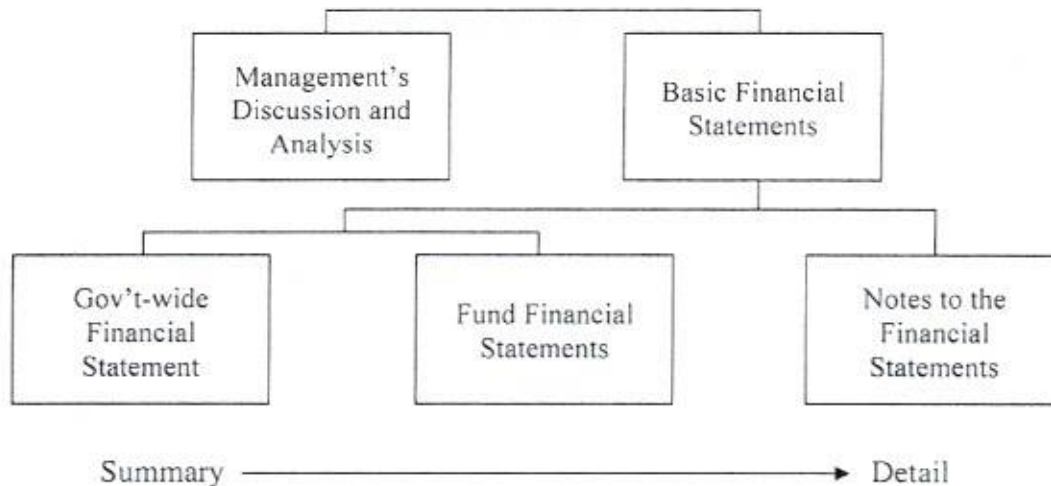 Management's
Discussion and
Analysis
Basic Financial
Statements
Gov't-wide
Financial
Statement
Fund Financial
Statements
Notes to the
Financial
Statements
Summary
Detail